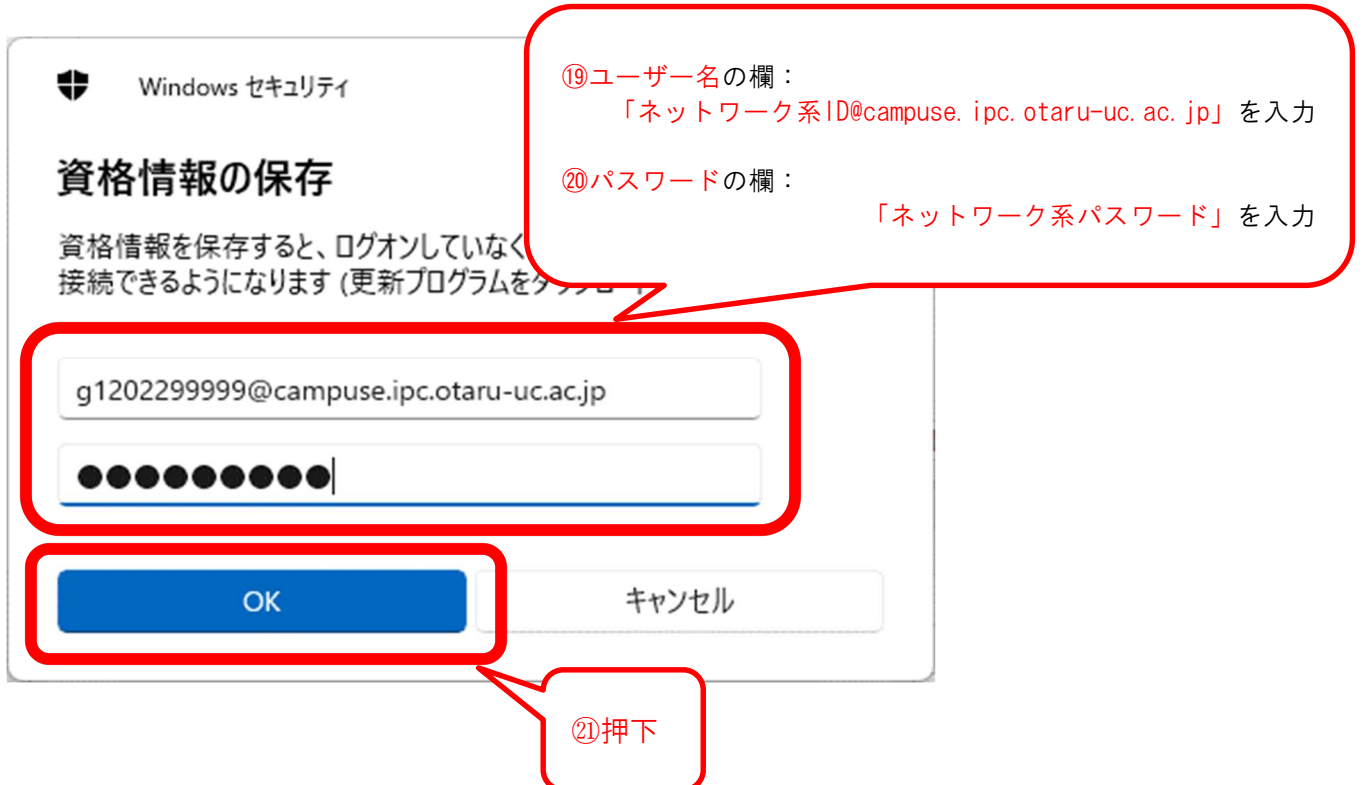 Windows セキュリティ
資格情報の保存
資格情報を保存すると、ログオンしていなく
接続できるようになります (更新プログラムをダウンロード
⑲ユーザー名の欄：
「ネットワーク系ID@campuse.ipc.otaru-uc.ac.jp」を入力
⑳パスワードの欄：
「ネットワーク系パスワード」を入力
g1202299999@campuse.ipc.otaru-uc.ac.jp
●●●●●●●●●
OK
キャンセル
㉑押下